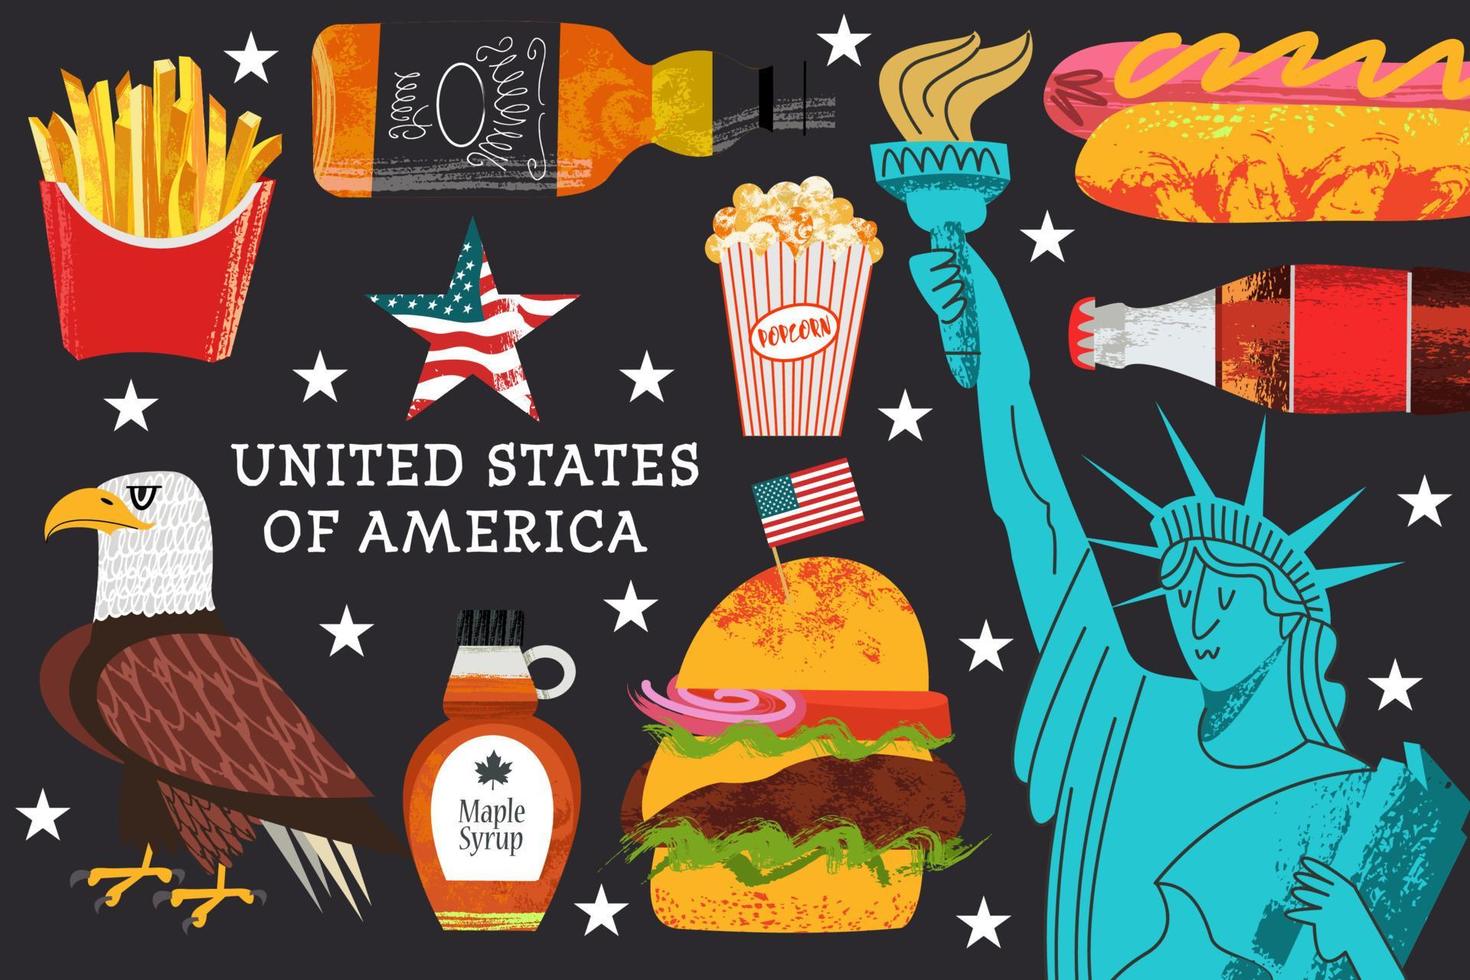 POPCORN
UNITED STATES
OF AMERICA
Maple
Syrup